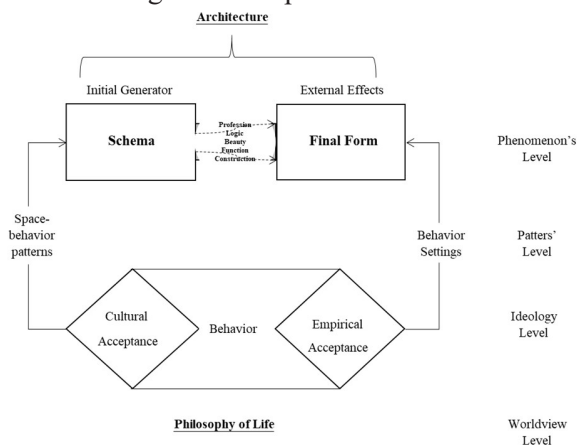 Architecture
Initial Generator
External Effects
Schema
Profession
Logic
Beauty
Function
Construction
Final Form
Phenomenon's
Level
Space-
behavior
patterns
Behavior
Settings
Patters'
Level
Cultural
Acceptance
Behavior
Empirical
Acceptance
Ideology
Level
Philosophy of Life
Worldview
Level